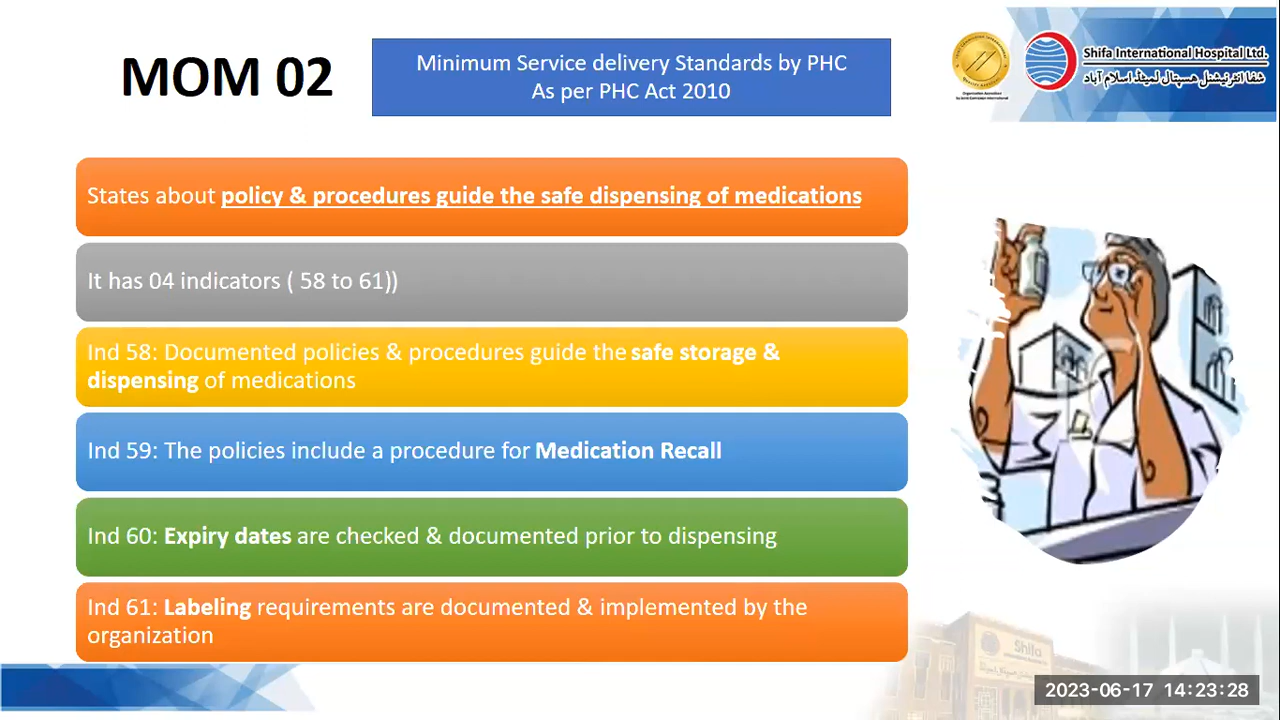 MOM 02
Minimum Service delivery Standards by PHC
As per PHC Act 2010
Shifa International Hospital Ltd.
شفا انٹرنیشنل ہسپتال لمیٹڈ اسلام آباد
States about policy & procedures guide the safe dispensing of medications
It has 04 indicators ( 58 to 61))
Ind 58: Documented policies & procedures guide the safe storage &
dispensing of medications
Ind 59: The policies include a procedure for Medication Recall
Ind 60: Expiry dates are checked & documented prior to dispensing
Ind 61: Labeling requirements are documented & implemented by the
organization
Shifa
2023-06-17 14:23:28